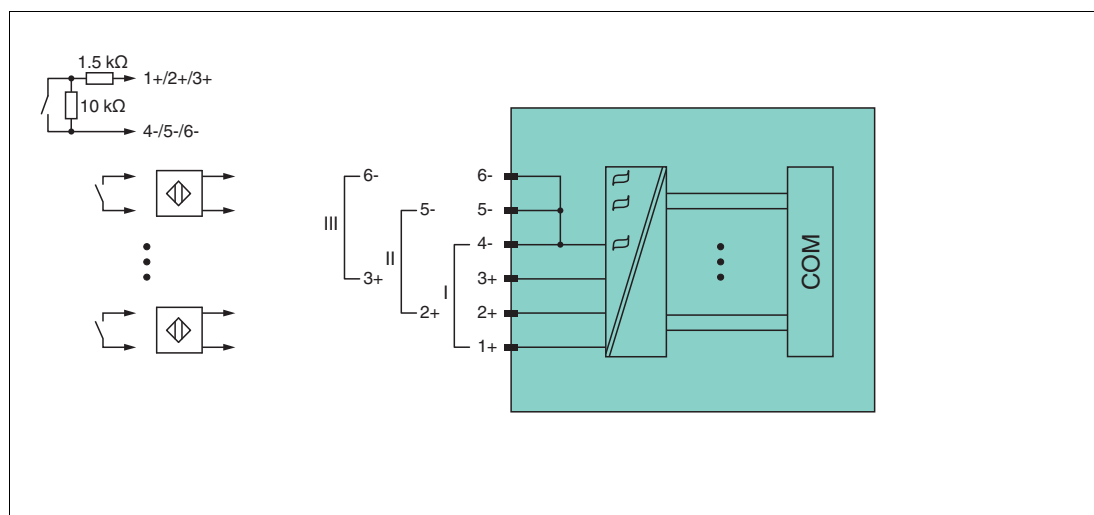 1.5 kΩ
1+/2+/3+
10 kΩ
4-/5-/6-
6-
6-
5-
5-
III
4-
II
3+
3+
I
2+
2+
1+
COM